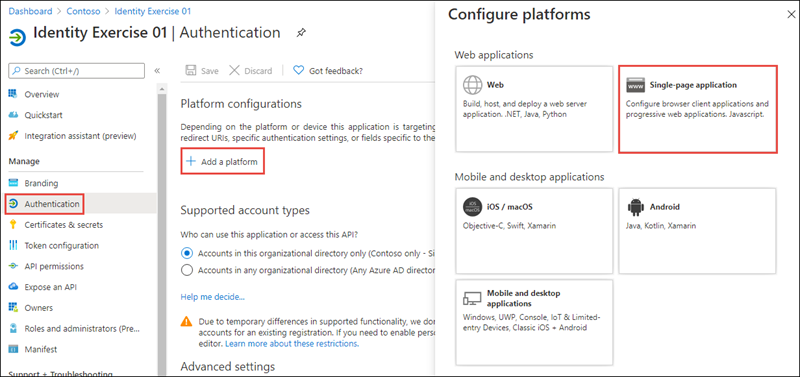 Dashboard > Contoso > Identity Exercise 01
Identity Exercise 01 | Authentication
Search (Ctrl+/)
Overview
Quickstart
Integration assistant (preview)
Manage
Branding
Authentication
Certificates & secrets
Token configuration
API permissions
Expose an API
Owners
Roles and administrators (Pre...
Manifest
Support + Troubleshooting
Save
Discard
Got feedback?
Platform configurations
Depending on the platform or device this application is targeting
redirect URIs, specific authentication settings, or fields specific to the
+ Add a platform
Supported account types
Who can use this application or access this API?
Accounts in this organizational directory only (Contoso only - Si
Accounts in any organizational directory (Any Azure AD director
Help me decide...
Due to temporary differences in supported functionality, we don
accounts for an existing registration. If you need to enable pers
editor. Learn more about these restrictions.
Advanced settings
Configure platforms
Web applications
Web
Build, host, and deploy a web server
application. .NET, Java, Python
Single-page application
Configure browser client applications and
progressive web applications. Javascript.
Mobile and desktop applications
iOS / macOS
Objective-C, Swift, Xamarin
Android
Java, Kotlin, Xamarin
Mobile and desktop
applications
Windows, UWP, Console, IoT & Limited-
entry Devices, Classic iOS + Android